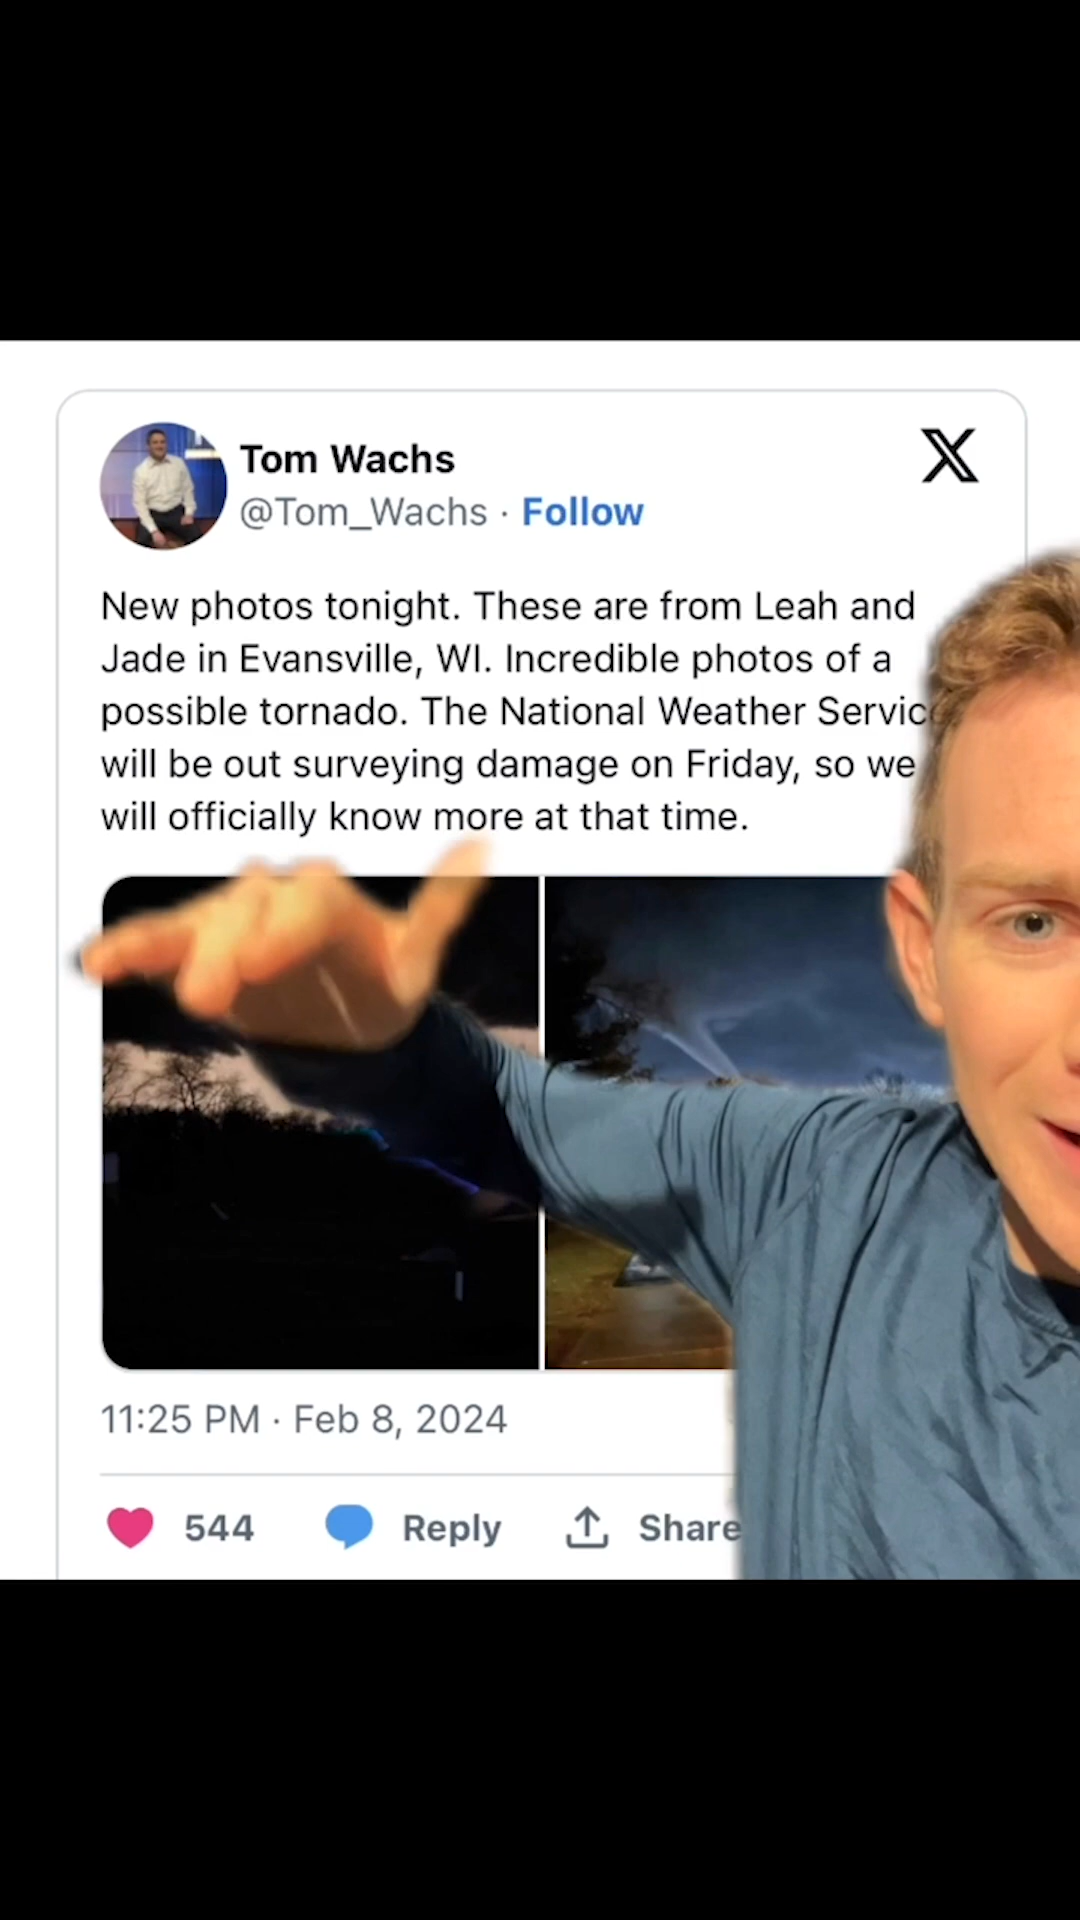 Tom Wachs
@Tom_Wachs · Follow
New photos tonight. These are from Leah and
Jade in Evansville, WI. Incredible photos of a
possible tornado. The National Weather Servic
will be out surveying damage on Friday, so we
will officially know more at that time.
11:25 PM · Feb 8, 2024
544 Reply Share